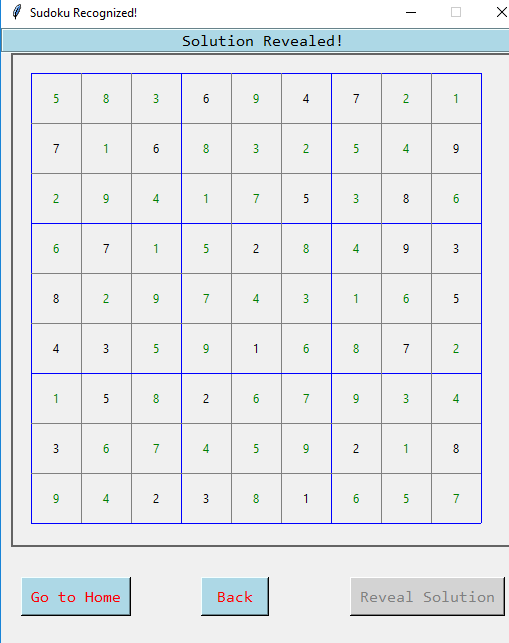 Sudoku Recognized!
Solution Revealed!
5 8 3 6 9 4 7 2 1
7 1 6 8 3 2 5 4 9
2 9 4 1 7 5 3 8 6
6 7 1 5 2 8 4 9 3
8 2 9 7 4 3 1 6 5
4 3 5 9 1 6 8 7 2
1 5 8 2 6 7 9 3 4
3 6 7 4 5 9 2 1 8
9 4 2 3 8 1 6 5 7
Go to Home Back Reveal Solution